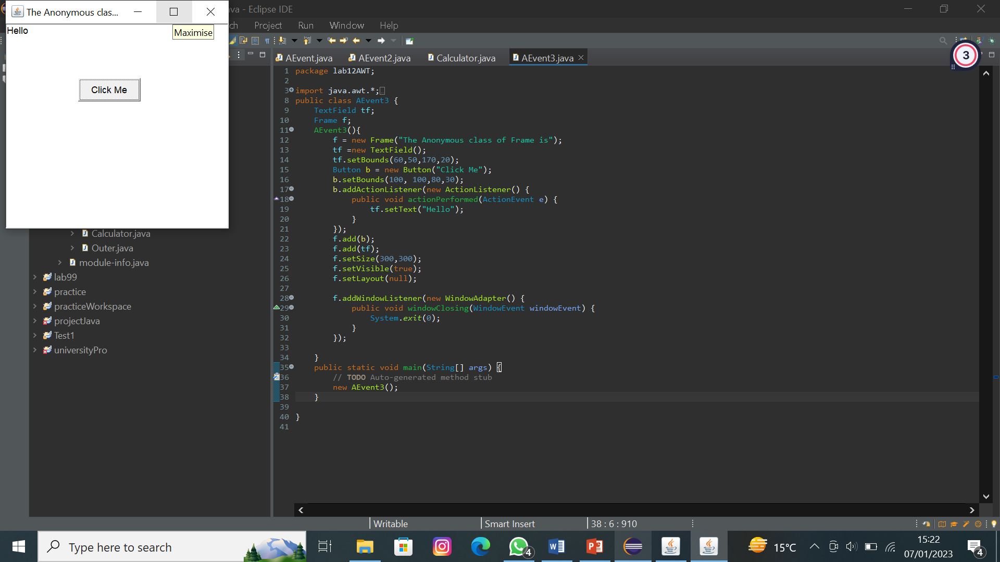 The Anonymous clas...
Hello
Maximise
Click Me
va - Eclipse IDE
ch Project Run Window Help
AEvent.java AEvent2.java Calculator.java AEvent3.java
3
1 package lab12AWT;
2
3 import java.awt.*;
8 public class AEvent3 {
9 TextField tf;
10 Frame f;
11 AEvent3(){
12 f = new Frame("The Anonymous class of Frame is");
13 tf =new TextField();
14 tf.setBounds(60,50,170,20);
15 Button b = new Button("Click Me");
16 b.setBounds(100, 100,80,30);
17 b.addActionListener(new ActionListener() {
18 public void actionPerformed(ActionEvent e) {
19 tf.setText("Hello");
20 }
21 });
22 f.add(b);
23 f.add(tf);
24 f.setSize(300,300);
25 f.setVisible(true);
26 f.setLayout(null);
27
28 f.addWindowListener(new WindowAdapter() {
29 public void windowClosing(WindowEvent windowEvent) {
30 System.exit(0);
31 }
32 });
33
34 }
35 public static void main(String[] args) {
36 // TODO Auto-generated method stub
37 new AEvent3();
38 }
39
40 }
41
Calculator.java
Outer.java
module-info.java
lab99
practice
practiceWorkspace
projectJava
Test1
universityPro
Writable Smart Insert 38 : 6 : 910
Type here to search
4
15°C
15:22
07/01/2023
4